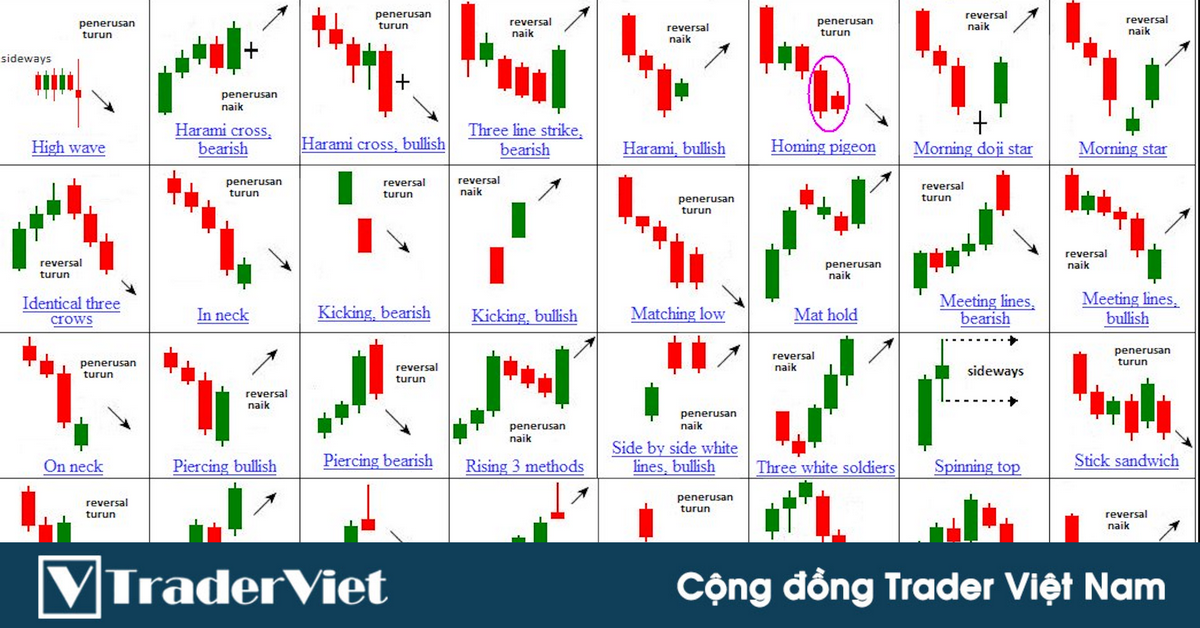 penerusan
turun
sideways
High wave
penerusan
naik
Harami cross,
bearish
penerusan
turun
Harami cross, bullish
reversal
naik
Three line strike,
bearish
reversal
naik
Harami, bullish
penerusan
turun
Homing pigeon
reversal
naik
Morning doji star
reversal
naik
Morning star
reversal
turun
Identical three
crows
penerusan
turun
In neck
reversal
turun
Kicking, bearish
reversal
naik
Kicking, bullish
penerusan
turun
Matching low
penerusan
naik
Mat hold
reversal
turun
Meeting lines,
bearish
reversal
naik
Meeting lines,
bullish
penerusan
turun
On neck
reversal
naik
Piercing bullish
reversal
turun
Piercing bearish
penerusan
naik
Rising 3 methods
penerusan
naik
Side by side white
lines, bullish
reversal
naik
Three white soldiers
sideways
Spinning top
penerusan
turun
Stick sandwich
reversal
turun
penerusan
turun
reversal
naik
V TraderViet
Cộng đồng Trader Việt Nam